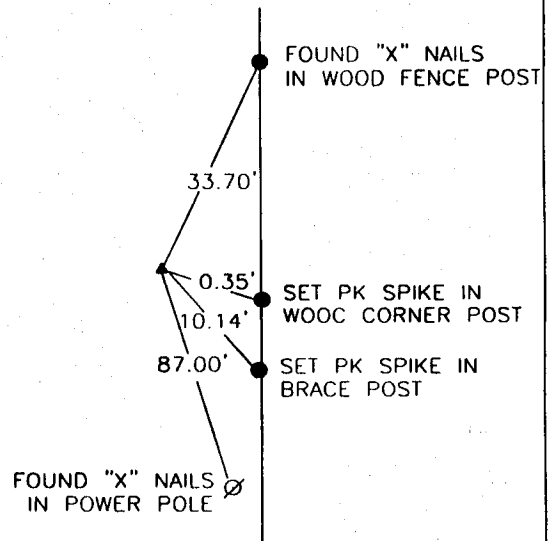 FOUND "X" NAILS
IN WOOD FENCE POST
33.70'
0.35'
SET PK SPIKE IN
WOOC CORNER POST
10.14'
87.00'
SET PK SPIKE IN
BRACE POST
FOUND "X" NAILS
IN POWER POLE